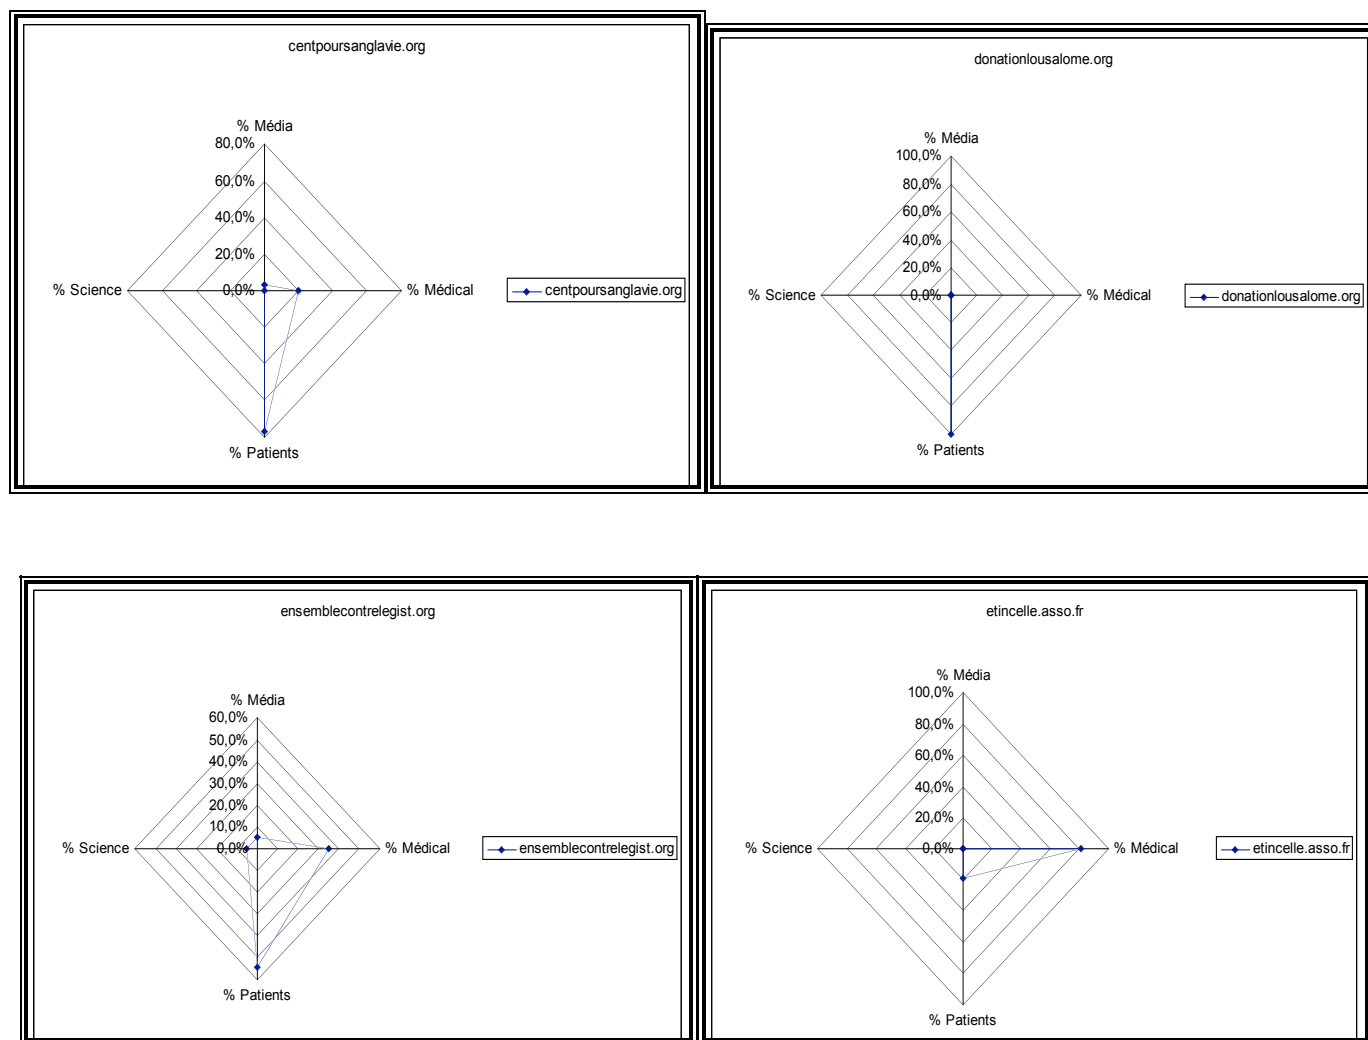 centpoursanglavie.org
% Média
80,0%
60,0%
40,0%
20,0%
% Science 0,0% % Médical
centpoursanglavie.org
% Patients
donationlousalome.org
% Média
100,0%
80,0%
60,0%
40,0%
20,0%
% Science 0,0% % Médical
donationlousalome.org
% Patients
ensemblecontrelegist.org
% Média
60,0%
50,0%
40,0%
30,0%
20,0%
10,0%
% Science 0,0% % Médical
ensemblecontrelegist.org
% Patients
etincelle.asso.fr
% Média
100,0%
80,0%
60,0%
40,0%
20,0%
% Science 0,0% % Médical
etincelle.asso.fr
% Patients